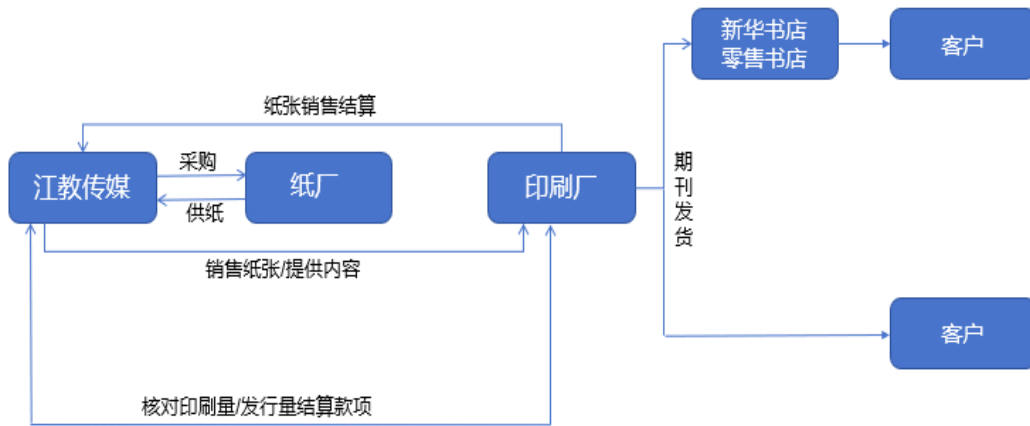 新华书店
零售书店
客户
纸张销售结算
江教传媒
采购
供纸
纸厂
印刷厂
期刊发货
销售纸张/提供内容
客户
核对印刷量/发行量结算款项